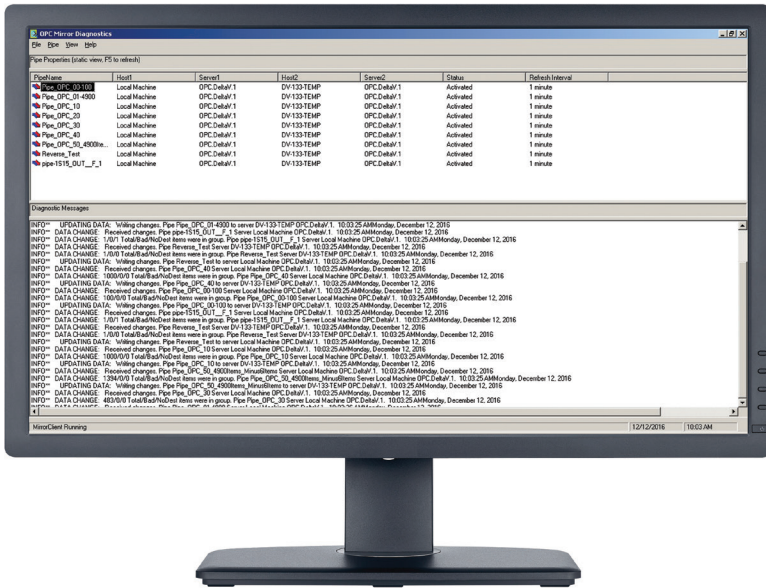 OPC Mirror Diagnostics
File Pipe View Help
Pipe Properties (static view, F5 to refresh)
PipeName Host1 Server1 Host2 Server2 Status Refresh Interval
Pipe_OPC_00-100 Local Machine OPC.DeltaV.1 DV-133-TEMP OPC.DeltaV.1 Activated 1 minute
Pipe_OPC_01-4900 Local Machine OPC.DeltaV.1 DV-133-TEMP OPC.DeltaV.1 Activated 1 minute
Pipe_OPC_10 Local Machine OPC.DeltaV.1 DV-133-TEMP OPC.DeltaV.1 Activated 1 minute
Pipe_OPC_20 Local Machine OPC.DeltaV.1 DV-133-TEMP OPC.DeltaV.1 Activated 1 minute
Pipe_OPC_30 Local Machine OPC.DeltaV.1 DV-133-TEMP OPC.DeltaV.1 Activated 1 minute
Pipe_OPC_40 Local Machine OPC.DeltaV.1 DV-133-TEMP OPC.DeltaV.1 Activated 1 minute
Pipe_OPC_50_4900Ite... Local Machine OPC.DeltaV.1 DV-133-TEMP OPC.DeltaV.1 Activated 1 minute
Reverse_Test Local Machine OPC.DeltaV.1 DV-133-TEMP OPC.DeltaV.1 Activated 1 minute
pipe-1S15_OUT__F_1 Local Machine OPC.DeltaV.1 DV-133-TEMP OPC.DeltaV.1 Activated 1 minute
Diagnostic Messages
INFO** UPDATING DATA: Writing changes. Pipe Pipe_OPC_01-4900 to server DV-133-TEMP OPC.DeltaV.1. 10:03:25 AMMonday, December 12, 2016
INFO** DATA CHANGE: Received changes. Pipe pipe-1S15_OUT__F_1 Server Local Machine OPC.DeltaV.1. 10:03:25 AMMonday, December 12, 2016
INFO** DATA CHANGE: 1/0/1 Total/Bad/NoDest items were in group. Pipe pipe-1S15_OUT__F_1 Server Local Machine OPC.DeltaV.1. 10:03:25 AMMonday, December 12, 2016
INFO** DATA CHANGE: Received changes. Pipe Reverse_Test Server DV-133-TEMP OPC.DeltaV.1. 10:03:25 AMMonday, December 12, 2016
INFO** DATA CHANGE: 1/0/0 Total/Bad/NoDest items were in group. Pipe Reverse_Test Server DV-133-TEMP OPC.DeltaV.1. 10:03:25 AMMonday, December 12, 2016
INFO** DATA CHANGE: Received changes. Pipe Pipe_OPC_40 Server Local Machine OPC.DeltaV.1. 10:03:25 AMMonday, December 12, 2016
INFO** DATA CHANGE: 1000/0/0 Total/Bad/NoDest items were in group. Pipe Pipe_OPC_40 Server Local Machine OPC.DeltaV.1. 10:03:25 AMMonday, December 12, 2016
INFO** UPDATING DATA: Writing changes. Pipe Pipe_OPC_40 to server DV-133-TEMP OPC.DeltaV.1. 10:03:25 AMMonday, December 12, 2016
INFO** DATA CHANGE: Received changes. Pipe Pipe_OPC_00-100 Server Local Machine OPC.DeltaV.1. 10:03:25 AMMonday, December 12, 2016
INFO** DATA CHANGE: 100/0/0 Total/Bad/NoDest items were in group. Pipe Pipe_OPC_00-100 Server Local Machine OPC.DeltaV.1. 10:03:25 AMMonday, December 12, 2016
INFO** UPDATING DATA: Writing changes. Pipe Pipe_OPC_00-100 to server DV-133-TEMP OPC.DeltaV.1. 10:03:25 AMMonday, December 12, 2016
INFO** DATA CHANGE: Received changes. Pipe pipe-1S15_OUT__F_1 Server Local Machine OPC.DeltaV.1. 10:03:25 AMMonday, December 12, 2016
INFO** DATA CHANGE: 1/0/1 Total/Bad/NoDest items were in group. Pipe pipe-1S15_OUT__F_1 Server Local Machine OPC.DeltaV.1. 10:03:25 AMMonday, December 12, 2016
INFO** DATA CHANGE: Received changes. Pipe Reverse_Test Server DV-133-TEMP OPC.DeltaV.1. 10:03:25 AMMonday, December 12, 2016
INFO** DATA CHANGE: 1/0/0 Total/Bad/NoDest items were in group. Pipe Reverse_Test Server DV-133-TEMP OPC.DeltaV.1. 10:03:25 AMMonday, December 12, 2016
INFO** UPDATING DATA: Writing changes. Pipe Reverse_Test to server Local Machine OPC.DeltaV.1. 10:03:25 AMMonday, December 12, 2016
INFO** DATA CHANGE: Received changes. Pipe Pipe_OPC_10 Server Local Machine OPC.DeltaV.1. 10:03:25 AMMonday, December 12, 2016
INFO** DATA CHANGE: 1000/0/0 Total/Bad/NoDest items were in group. Pipe Pipe_OPC_10 Server Local Machine OPC.DeltaV.1. 10:03:25 AMMonday, December 12, 2016
INFO** UPDATING DATA: Writing changes. Pipe Pipe_OPC_10 to server DV-133-TEMP OPC.DeltaV.1. 10:03:25 AMMonday, December 12, 2016
INFO** DATA CHANGE: Received changes. Pipe Pipe_OPC_50_4900Items_Minus6Items Server Local Machine OPC.DeltaV.1. 10:03:25 AMMonday, December 12, 2016
INFO** DATA CHANGE: 1394/0/0 Total/Bad/NoDest items were in group. Pipe Pipe_OPC_50_4900Items_Minus6Items Server Local Machine OPC.DeltaV.1. 10:03:25 AMMonday, December 12, 2016
INFO** UPDATING DATA: Writing changes. Pipe Pipe_OPC_50_4900Items_Minus6Items to server DV-133-TEMP OPC.DeltaV.1. 10:03:25 AMMonday, December 12, 2016
INFO** DATA CHANGE: Received changes. Pipe Pipe_OPC_30 Server Local Machine OPC.DeltaV.1. 10:03:25 AMMonday, December 12, 2016
INFO** DATA CHANGE: 483/0/0 Total/Bad/NoDest items were in group. Pipe Pipe_OPC_30 Server Local Machine OPC.DeltaV.1. 10:03:25 AMMonday, December 12, 2016
MirrorClient Running 12/12/2016 10:03 AM